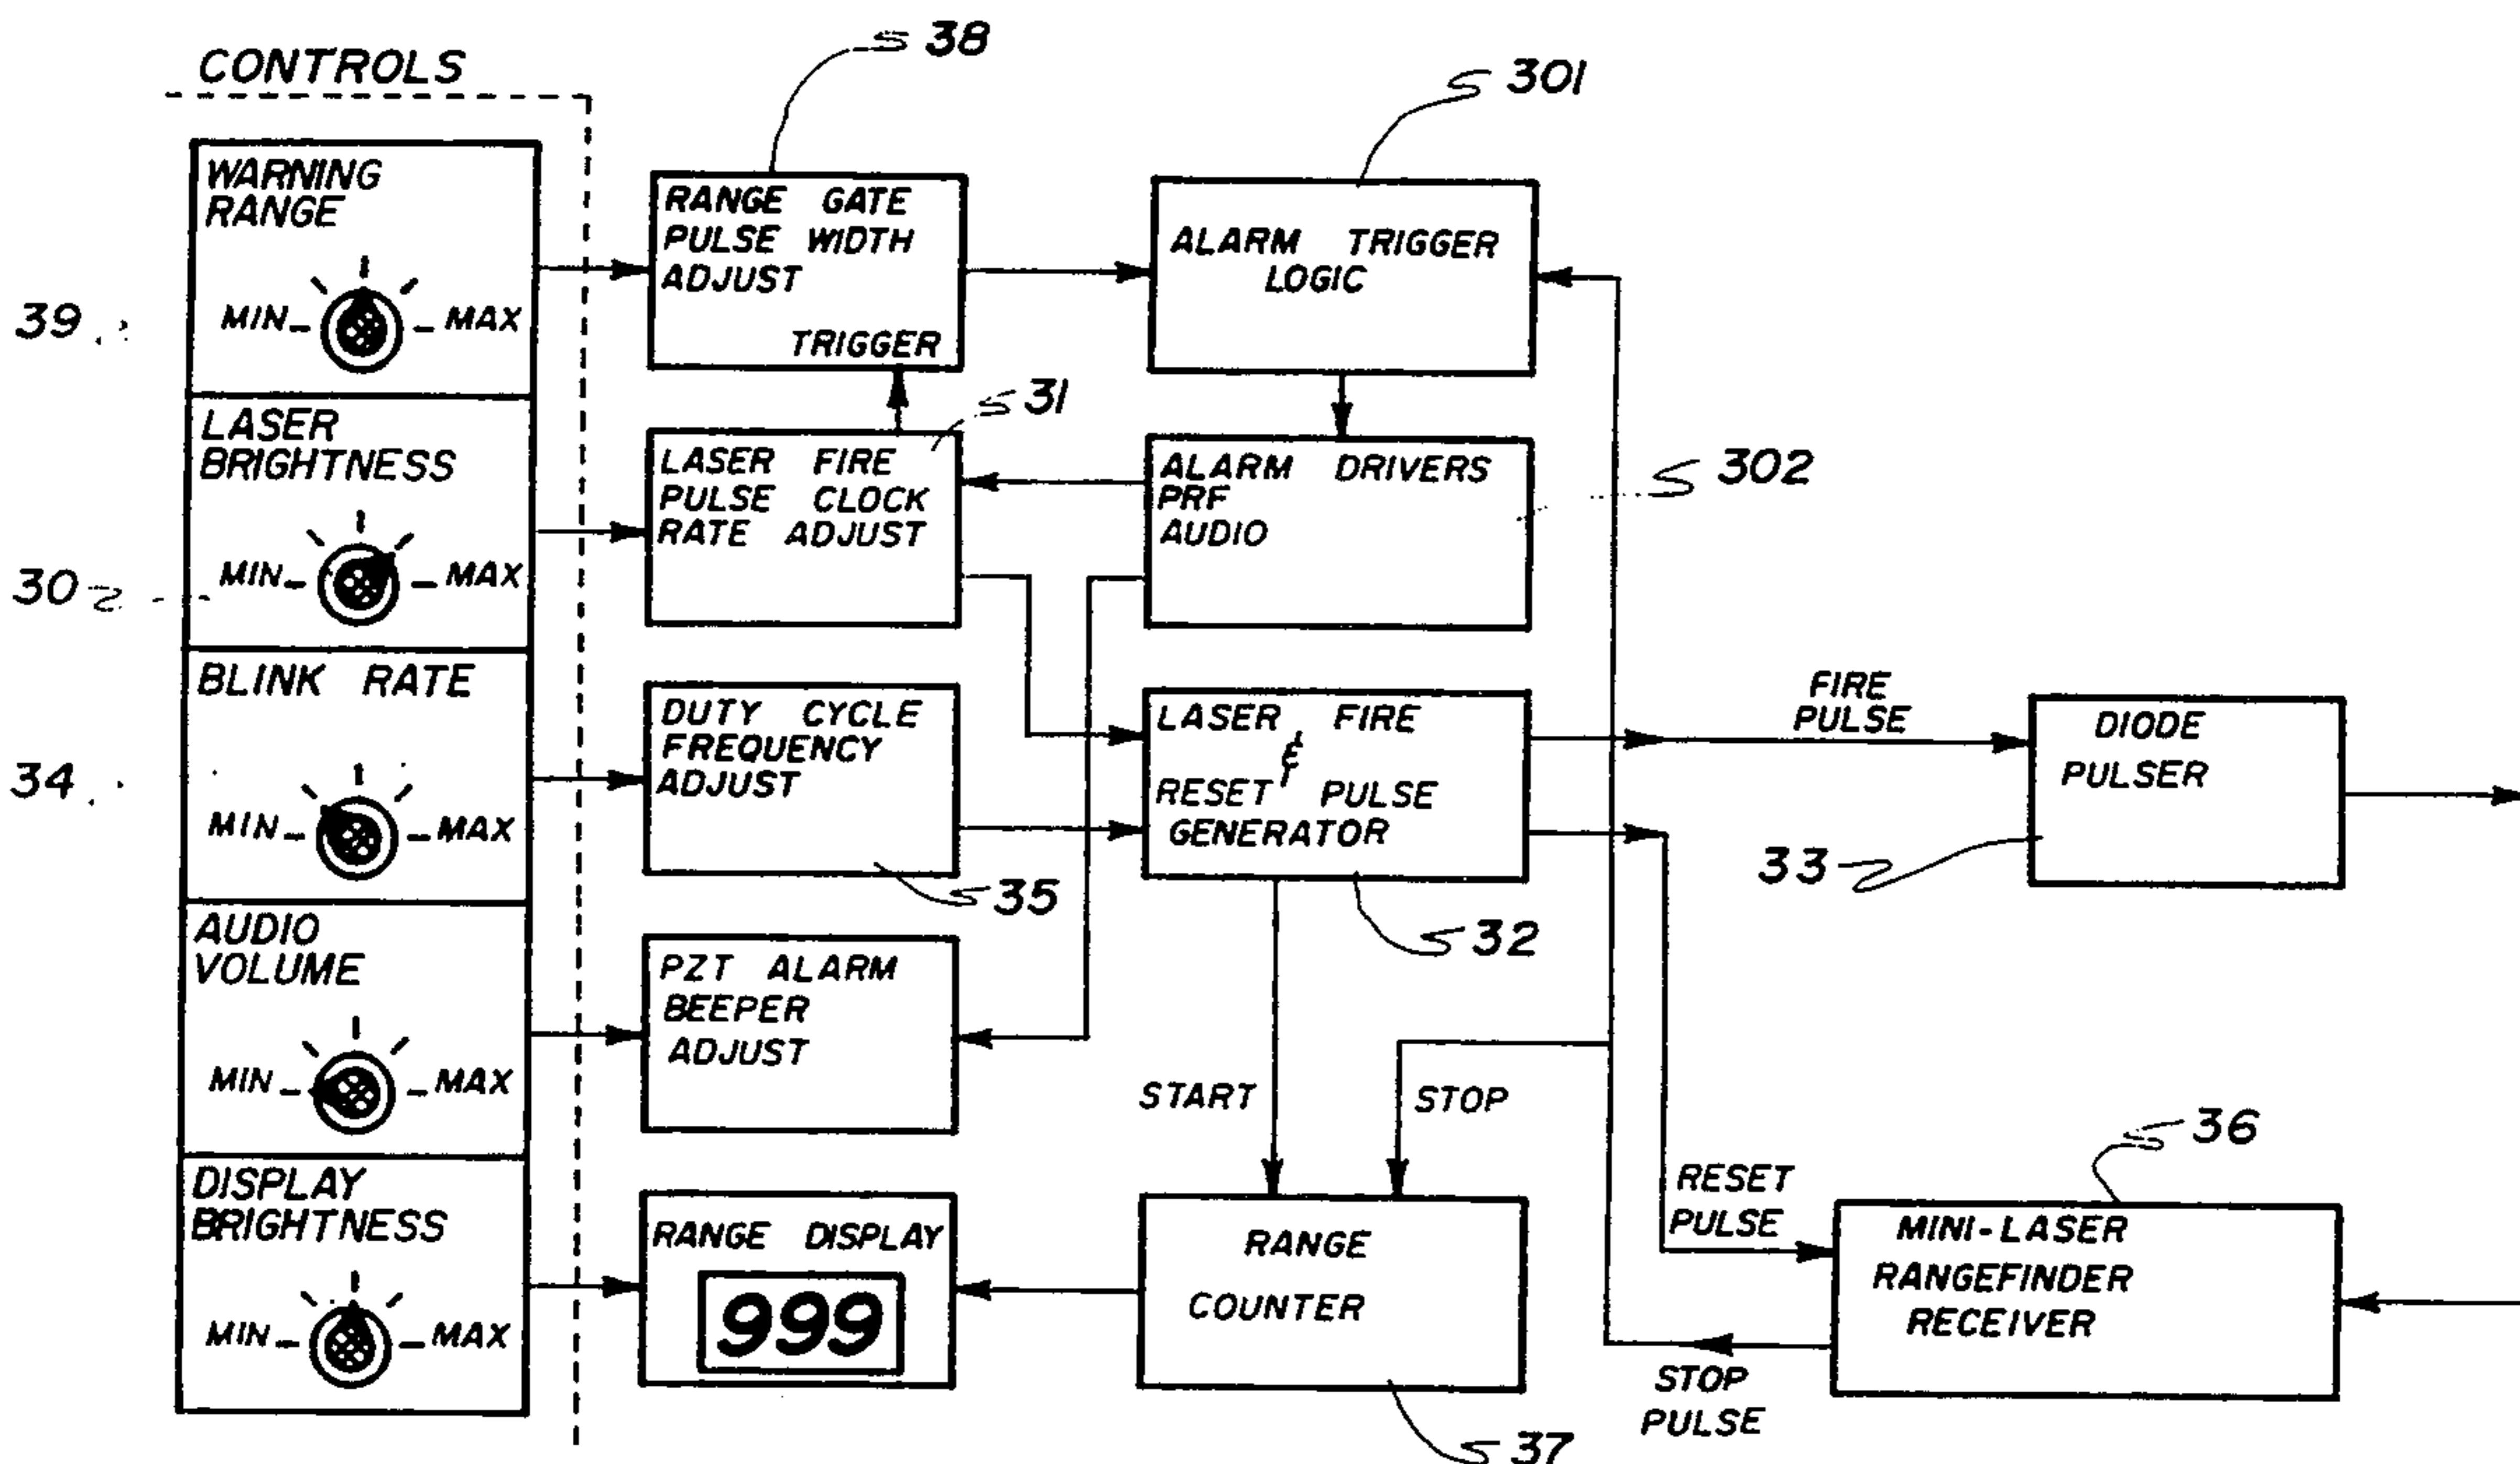 CONTROLS
38
301
WARNING
RANGE
MIN MAX
39
RANGE GATE
PULSE WIDTH
ADJUST
TRIGGER
ALARM TRIGGER
LOGIC
LASER
BRIGHTNESS
MIN MAX
30
31
LASER FIRE
PULSE CLOCK
RATE ADJUST
ALARM DRIVERS
PRF
AUDIO
302
BLINK RATE
MIN MAX
34
DUTY CYCLE
FREQUENCY
ADJUST
35
LASER FIRE
&
RESET PULSE
GENERATOR
32
FIRE
PULSE
DIODE
PULSER
33
AUDIO
VOLUME
MIN MAX
PZT ALARM
BEEPER
ADJUST
START
STOP
36
DISPLAY
BRIGHTNESS
MIN MAX
RANGE DISPLAY
999
RANGE
COUNTER
37
RESET
PULSE
MINI-LASER
RANGEFINDER
RECEIVER
STOP
PULSE